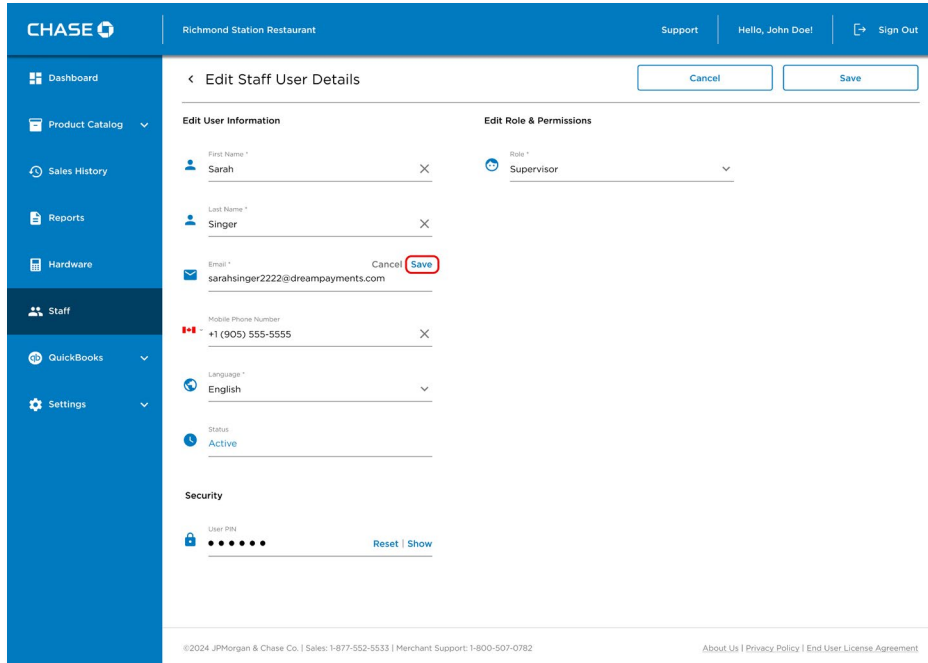 CHASE
Richmond Station Restaurant
Support
Hello, John Doe!
Sign Out
Dashboard
Product Catalog
Sales History
Reports
Hardware
Staff
qb QuickBooks
Settings
Edit Staff User Details
Cancel
Save
Edit User Information
First Name *
Sarah
Last Name *
Singer
Email *
Cancel Save
sarahsinger2222@dreampayments.com
Mobile Phone Number
+1 (905) 555-5555
Language *
English
Status
Active
Security
User PIN
Reset | Show
Edit Role & Permissions
Role *
Supervisor
©2024 JPMorgan & Chase Co. | Sales: 1-877-552-5533 | Merchant Support: 1-800-507-0782
About Us | Privacy Policy | End User License Agreement